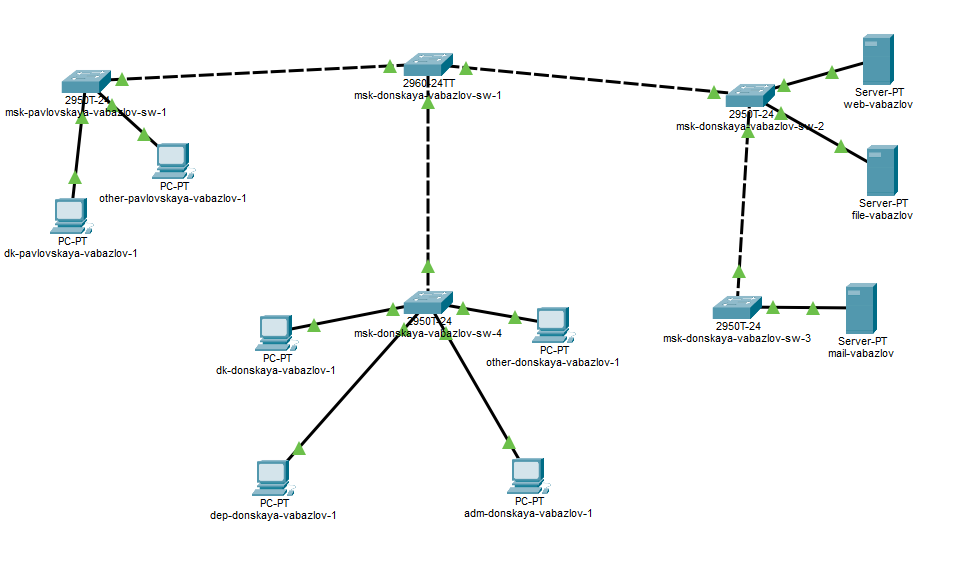 2950T-24
msk-pavlovskaya-vabazlov-sw-1
2960-24TT
msk-donskaya-vabazlov-sw-1
2950T-24
msk-donskaya-vabazlov-sw-2
Server-PT
web-vabazlov
PC-PT
other-pavlovskaya-vabazlov-1
Server-PT
file-vabazlov
PC-PT
dk-pavlovskaya-vabazlov-1
2950T-24
msk-donskaya-vabazlov-sw-4
2950T-24
msk-donskaya-vabazlov-sw-3
Server-PT
mail-vabazlov
PC-PT
dk-donskaya-vabazlov-1
PC-PT
other-donskaya-vabazlov-1
PC-PT
dep-donskaya-vabazlov-1
PC-PT
adm-donskaya-vabazlov-1